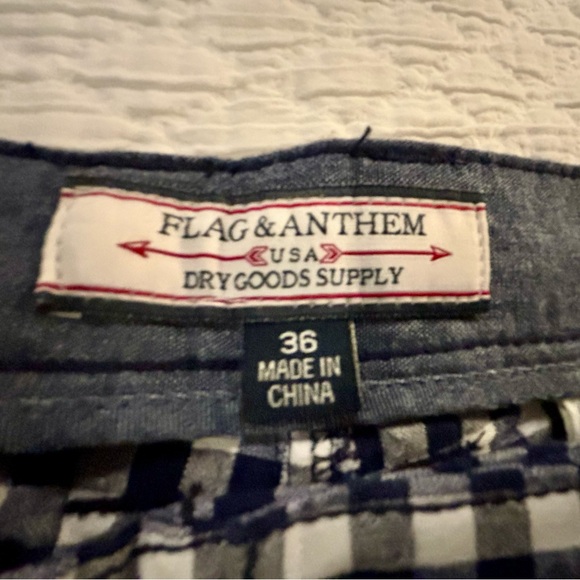 FLAG & ANTHEM
USA
DRY GOODS SUPPLY
36
MADE IN
CHINA